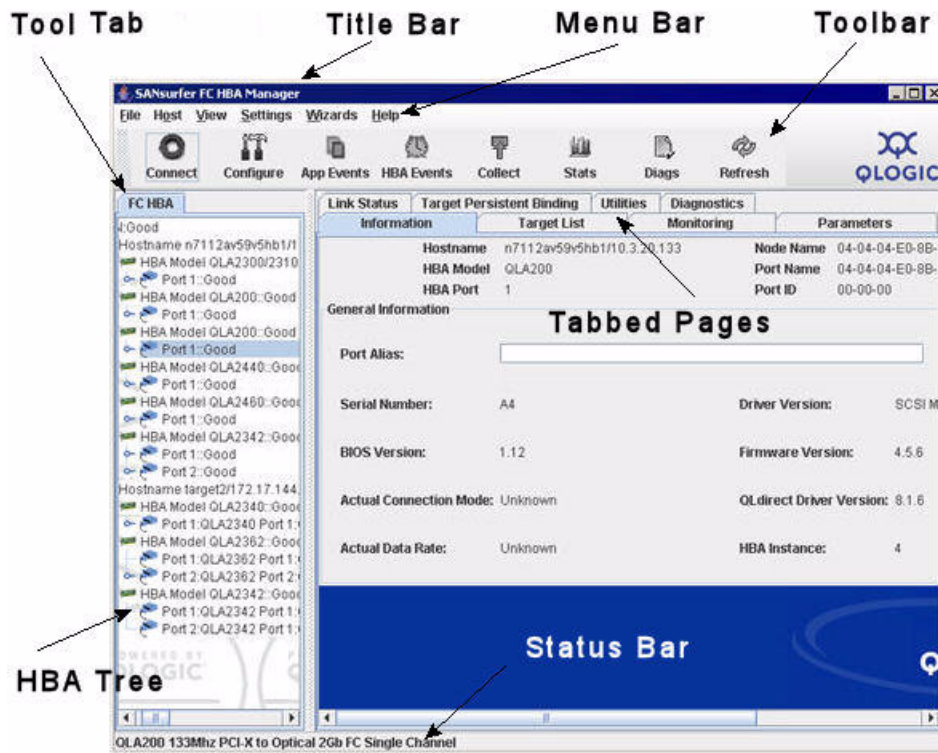 Tool Tab Title Bar Menu Bar Toolbar
SANsurfer FC HBA Manager
File Host View Settings Wizards Help
Connect Configure App Events HBA Events Collect Stats Diags Refresh
QLOGIC
FC HBA
:Good
Hostname n7112av59v5hb1/1
HBA Model QLA2300/2310
Port 1::Good
HBA Model QLA200::Good
Port 1::Good
HBA Model QLA200::Good
Port 1::Good
HBA Model QLA2440::Good
Port 1::Good
HBA Model QLA2460::Good
Port 1::Good
HBA Model QLA2342::Good
Port 1::Good
Port 2::Good
Hostname target2/172.17.144.
HBA Model QLA2340::Good
Port 1:QLA2340 Port 1:
HBA Model QLA2362::Good
Port 1:QLA2362 Port 1:
Port 2:QLA2362 Port 2:
HBA Model QLA2342::Good
Port 1:QLA2342 Port 1:
Port 2:QLA2342 Port 1:
POWERED BY
QLOGIC
HBA Tree
Link Status Target Persistent Binding Utilities Diagnostics
Information Target List Monitoring Parameters
Hostname n7112av59v5hb1/10.3.20.133 Node Name 04-04-04-E0-8B-
HBA Model QLA200 Port Name 04-04-04-E0-8B-
HBA Port 1 Port ID 00-00-00
General Information
Tabbed Pages
Port Alias:
Serial Number: A4 Driver Version: SCSI M
BIOS Version: 1.12 Firmware Version: 4.5.6
Actual Connection Mode: Unknown QLdirect Driver Version: 8.1.6
Actual Data Rate: Unknown HBA Instance: 4
Status Bar
QLA200 133Mhz PCI-X to Optical 2Gb FC Single Channel